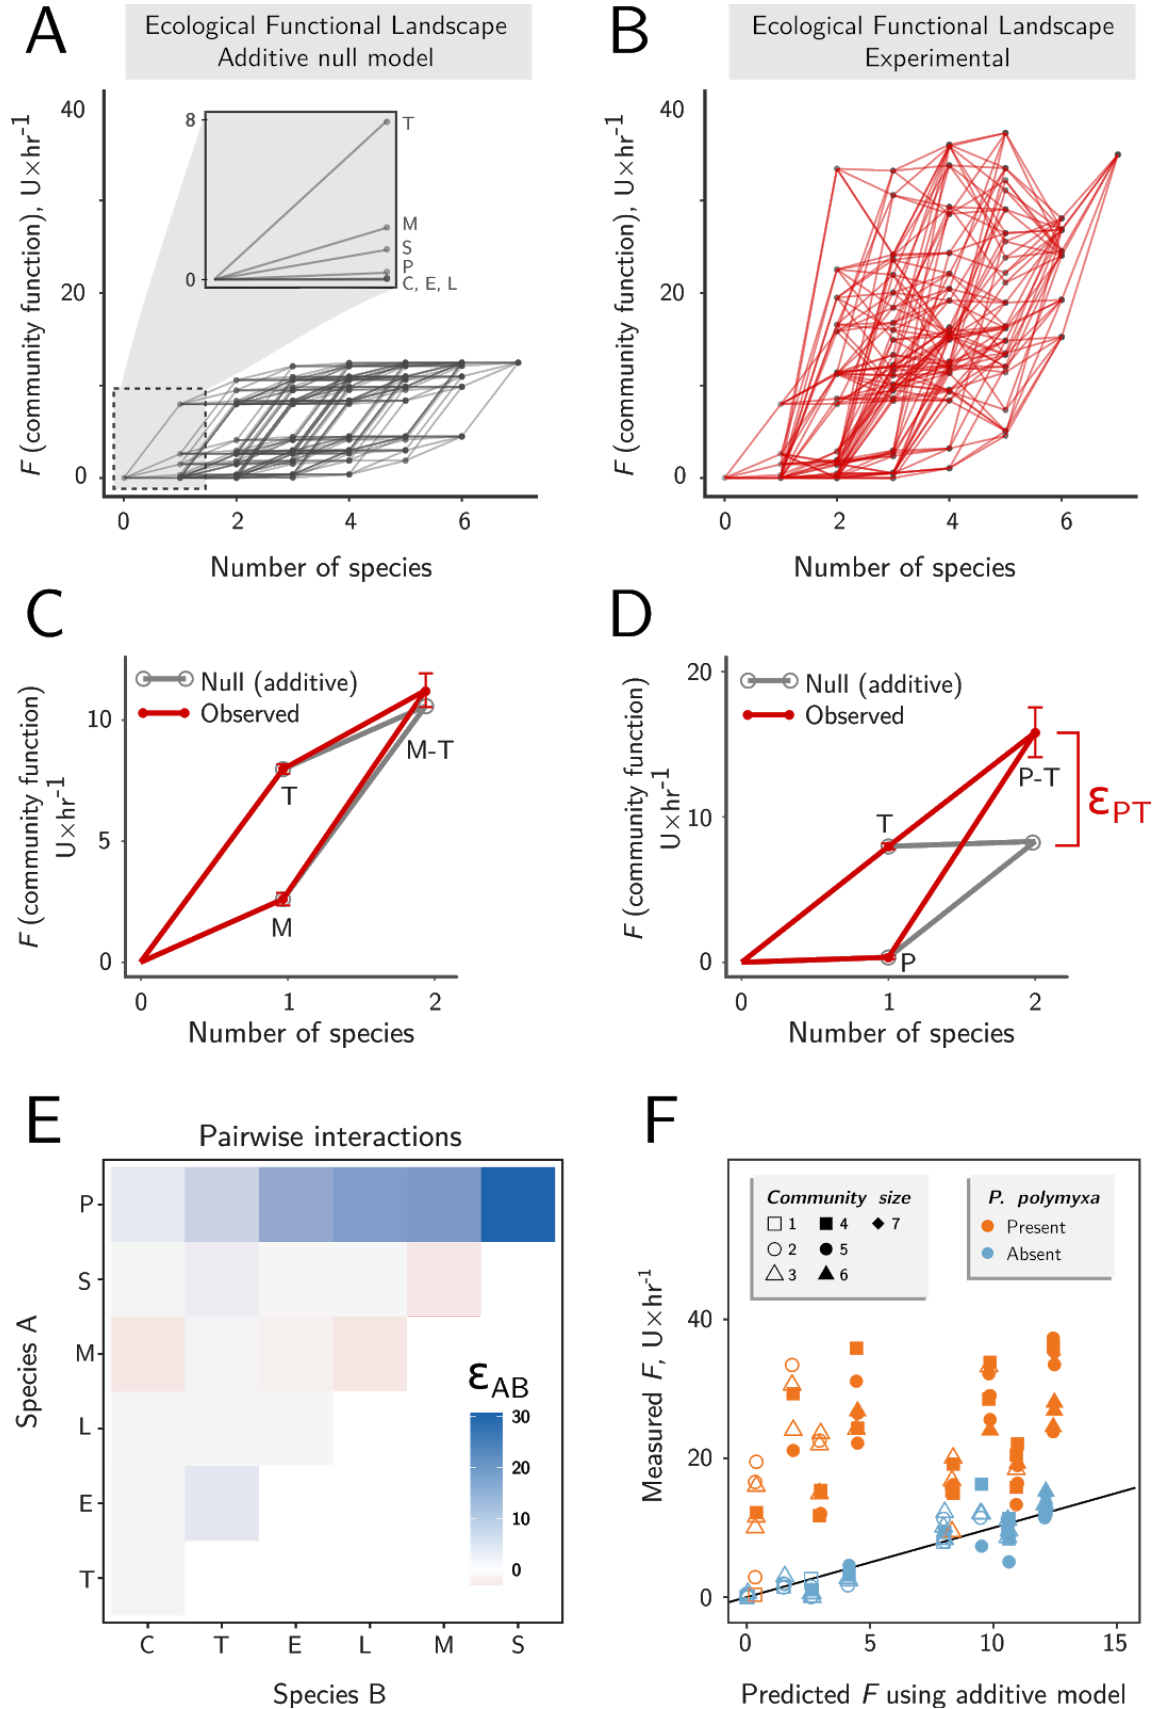 A
Ecological Functional Landscape
Additive null model
F (community function), U×hr-1
40
20
0
8
0
T
M
S
P
C, E, L
0
2
4
6
Number of species
B
Ecological Functional Landscape
Experimental
F (community function), U×hr-1
40
20
0
0
2
4
6
Number of species
C
F (community function)
U×hr-1
Null (additive)
Observed
10
5
0
T
M
M-T
0
1
2
Number of species
D
F (community function)
U×hr-1
Null (additive)
Observed
20
10
0
T
P
P-T
εPT
0
1
2
Number of species
E
Pairwise interactions
Species A
P
S
M
L
E
T
εAB
30
20
10
0
C
T
E
L
M
S
Species B
F
Measured F, U×hr-1
Community size
1 4 7
2 5
3 6
P. polymyxa
Present
Absent
40
20
0
0
5
10
15
Predicted F using additive model